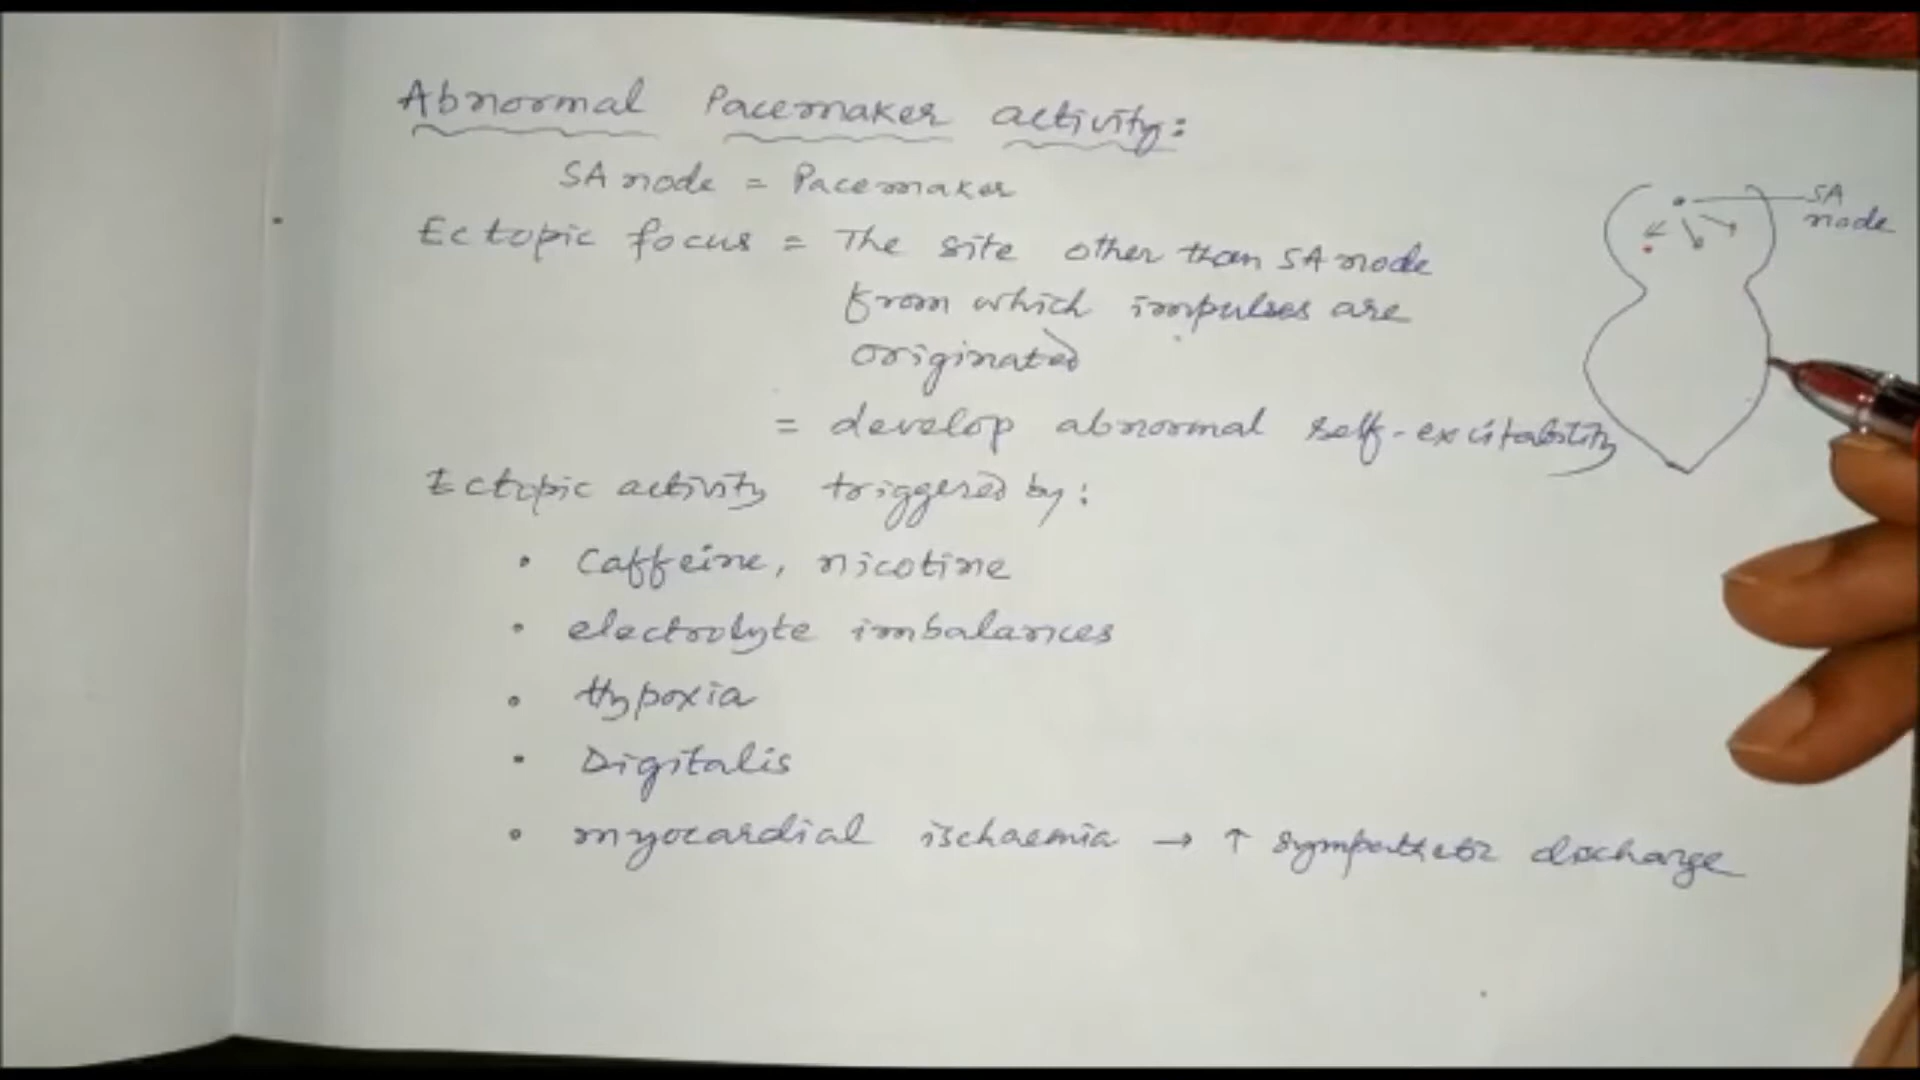 Abnormal Pacemaker activity:
SA node = Pacemaker
Ectopic focus = The site other than SA node
from which impulses are
originated
= develop abnormal self-excitability
Ectopic activity triggered by:
• Caffeine, nicotine
• electrolyte imbalances
• Hypoxia
• Digitalis
• myocardial ischaemia → ↑ sympathetic discharge
SA
node